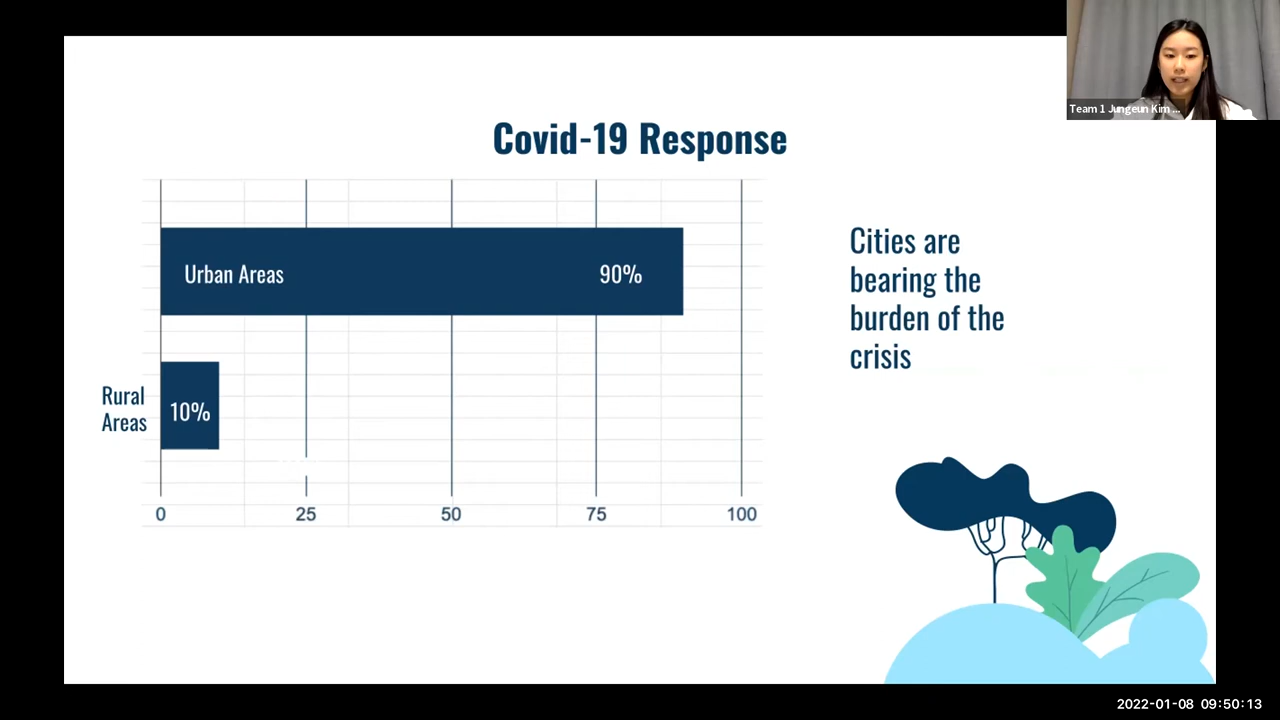 Team 1 Jungeun Kim ...
Covid-19 Response
Urban Areas 90%
Cities are
bearing the
burden of the
crisis
Rural
Areas
10%
0 25 50 75 100
2022-01-08 09:50:13